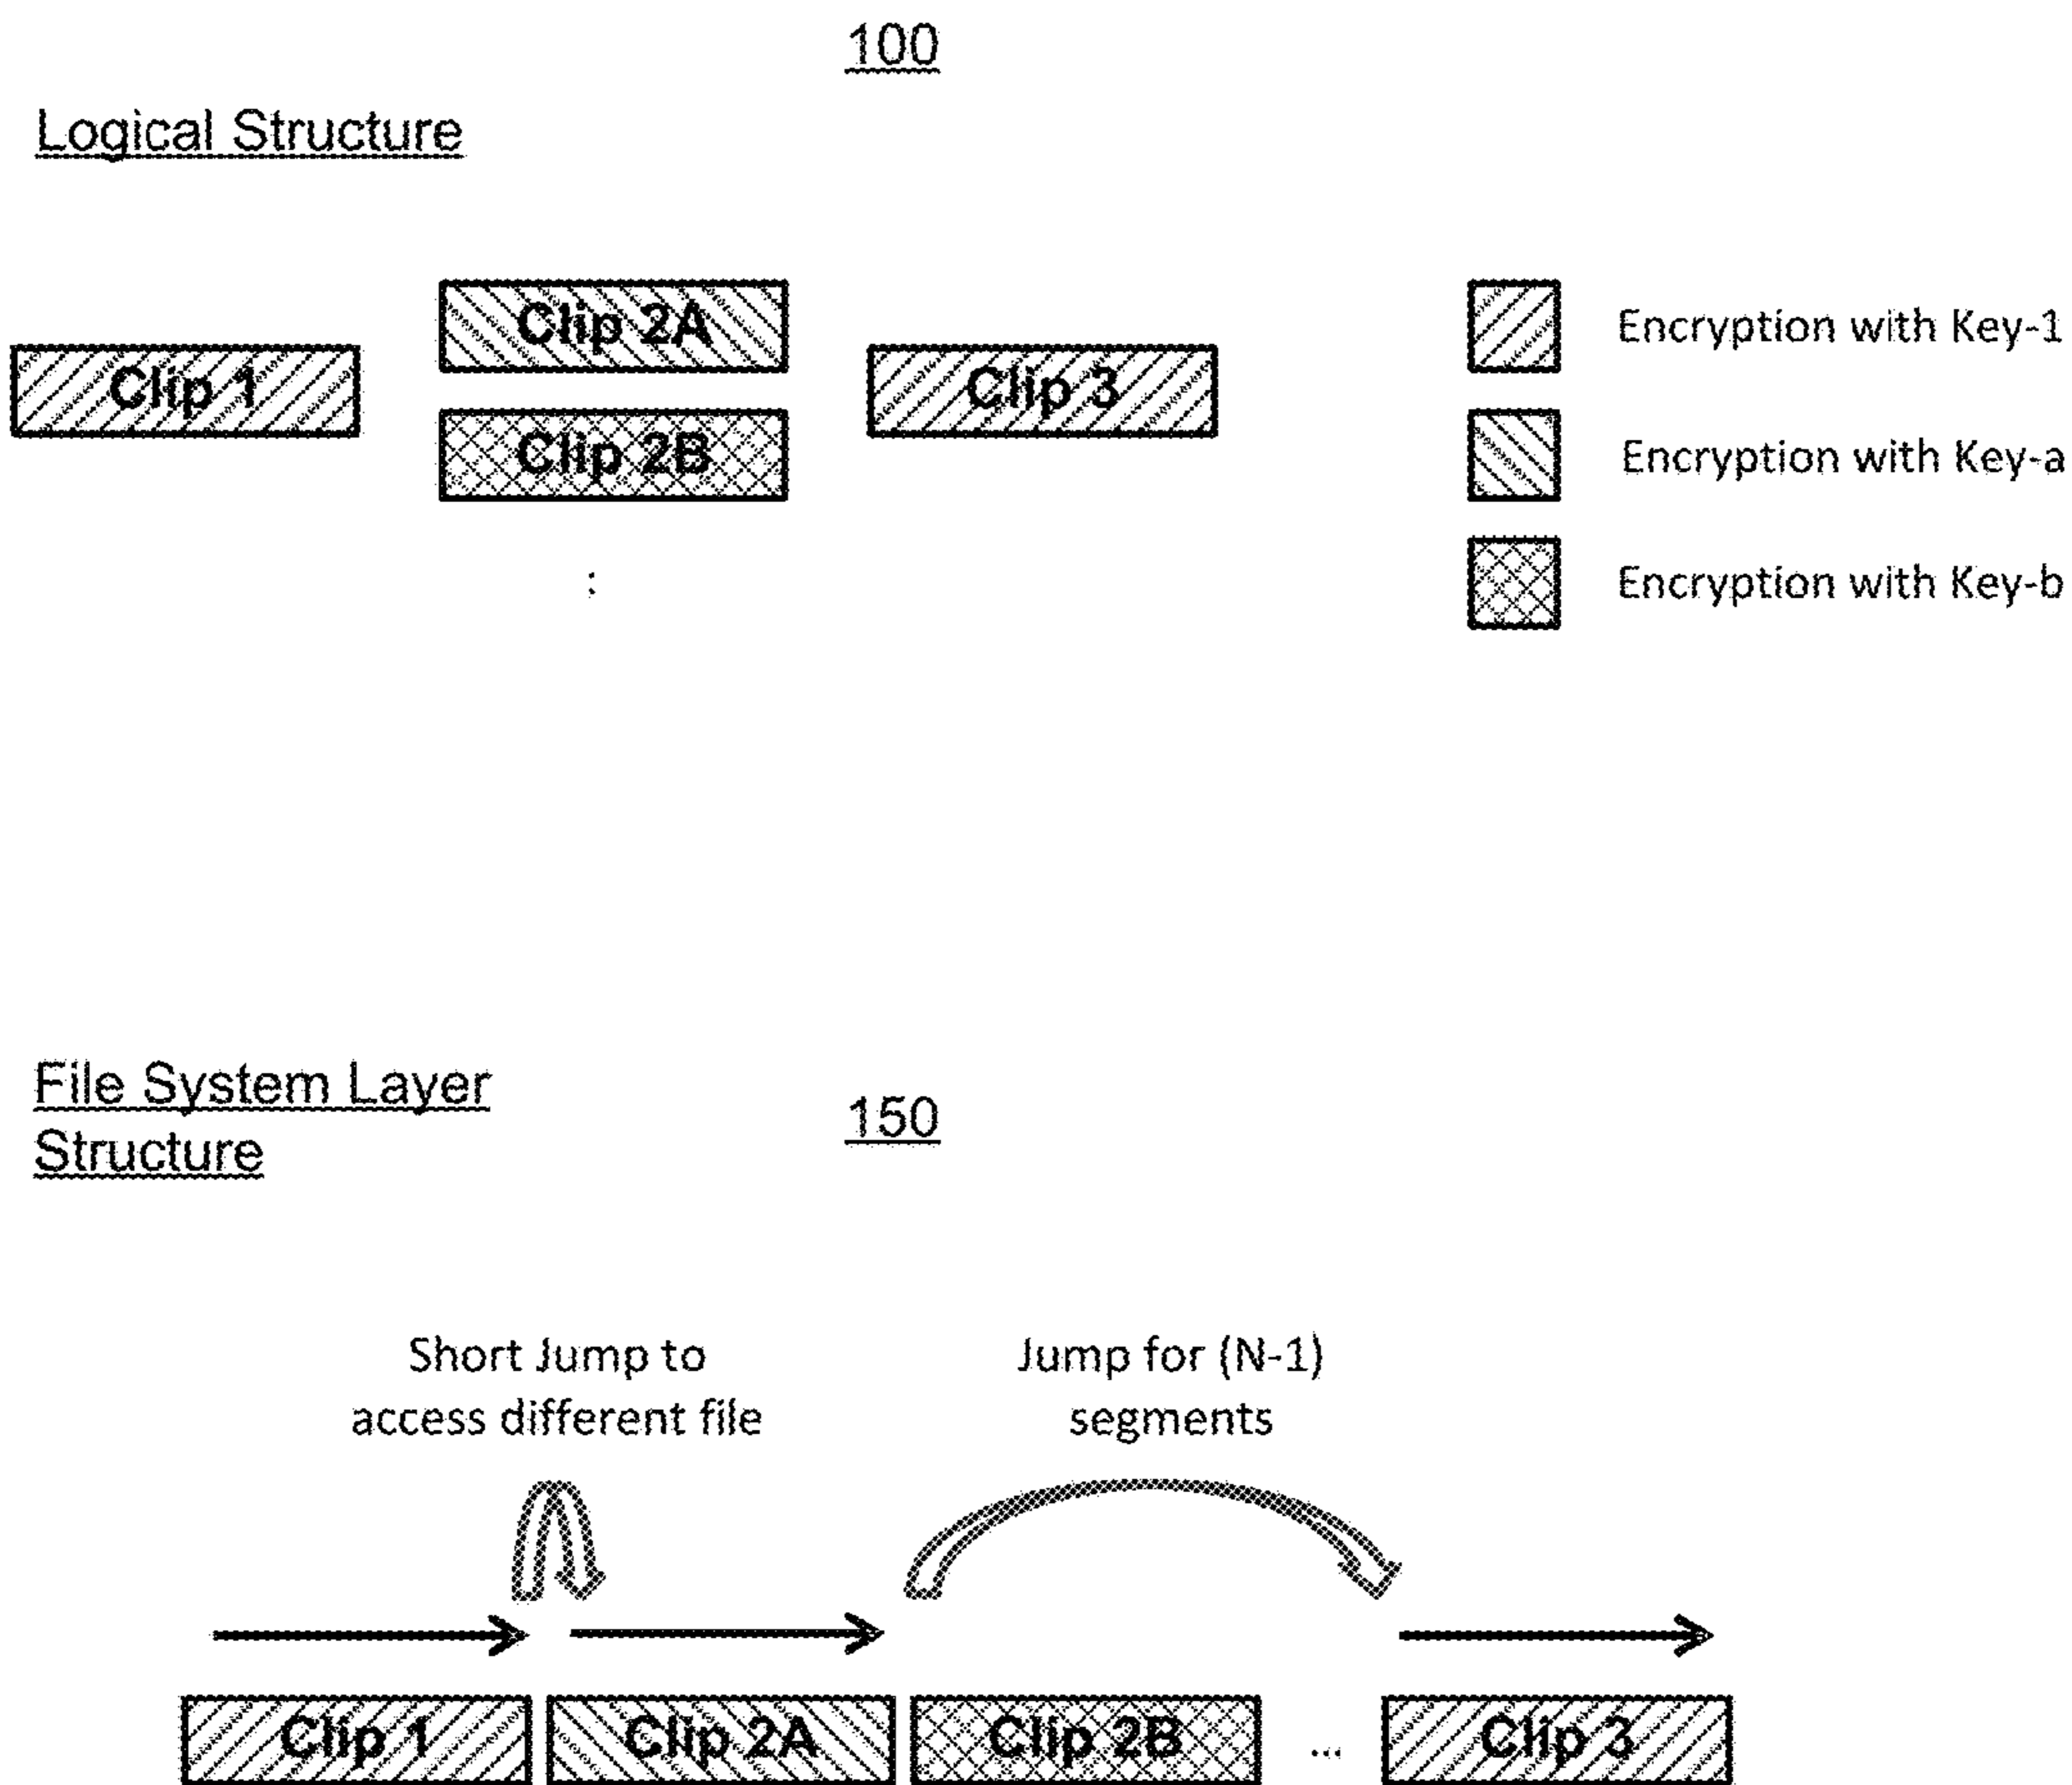 100
Logical Structure
Clip 1
Clip 2A
Clip 2B
:
Clip 3
Encryption with Key-1
Encryption with Key-a
Encryption with Key-b
File System Layer
Structure
150
Short Jump to
access different file
Jump for (N-1)
segments
Clip 1
Clip 2A
Clip 2B
...
Clip 3